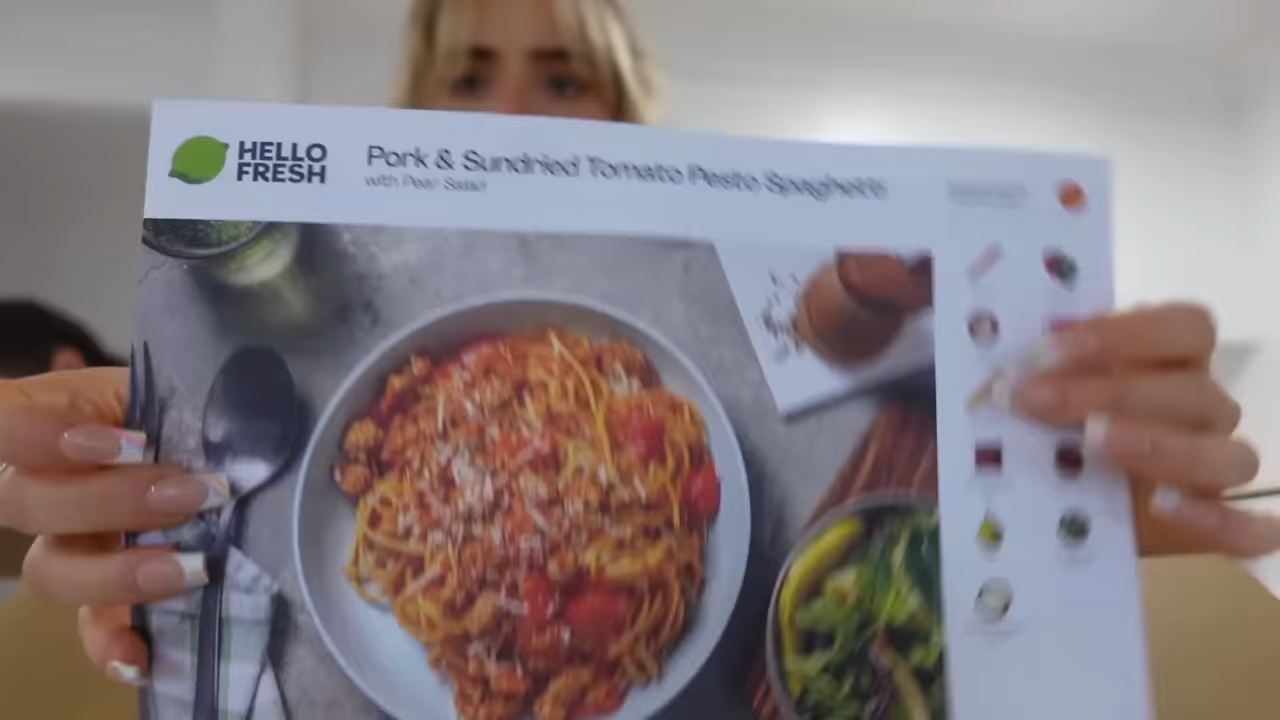 HELLO
FRESH
Pork & Sundried Tomato Pesto Spaghetti
with Pear Salad